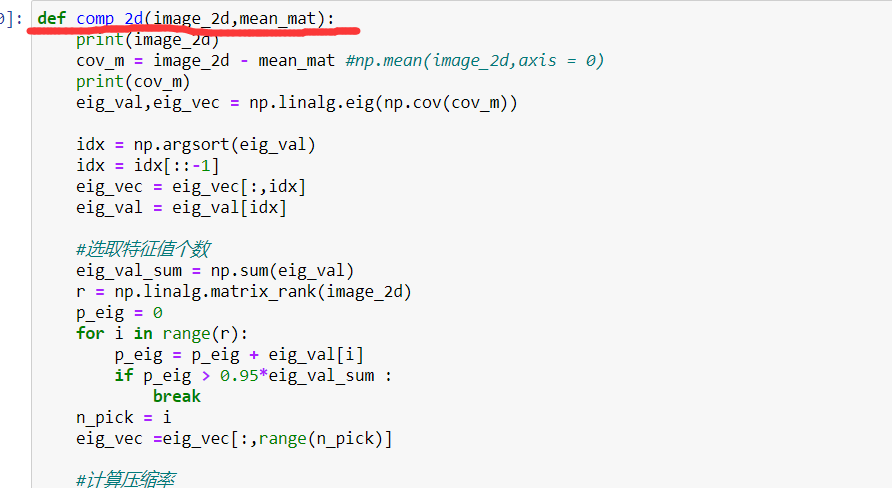 0]: def comp_2d(image_2d,mean_mat):
print(image_2d)
cov_m = image_2d - mean_mat #np.mean(image_2d,axis = 0)
print(cov_m)
eig_val,eig_vec = np.linalg.eig(np.cov(cov_m))
idx = np.argsort(eig_val)
idx = idx[::-1]
eig_vec = eig_vec[:,idx]
eig_val = eig_val[idx]
#选取特征值个数
eig_val_sum = np.sum(eig_val)
r = np.linalg.matrix_rank(image_2d)
p_eig = 0
for i in range(r):
p_eig = p_eig + eig_val[i]
if p_eig > 0.95*eig_val_sum :
break
n_pick = i
eig_vec =eig_vec[:,range(n_pick)]
#计算压缩率